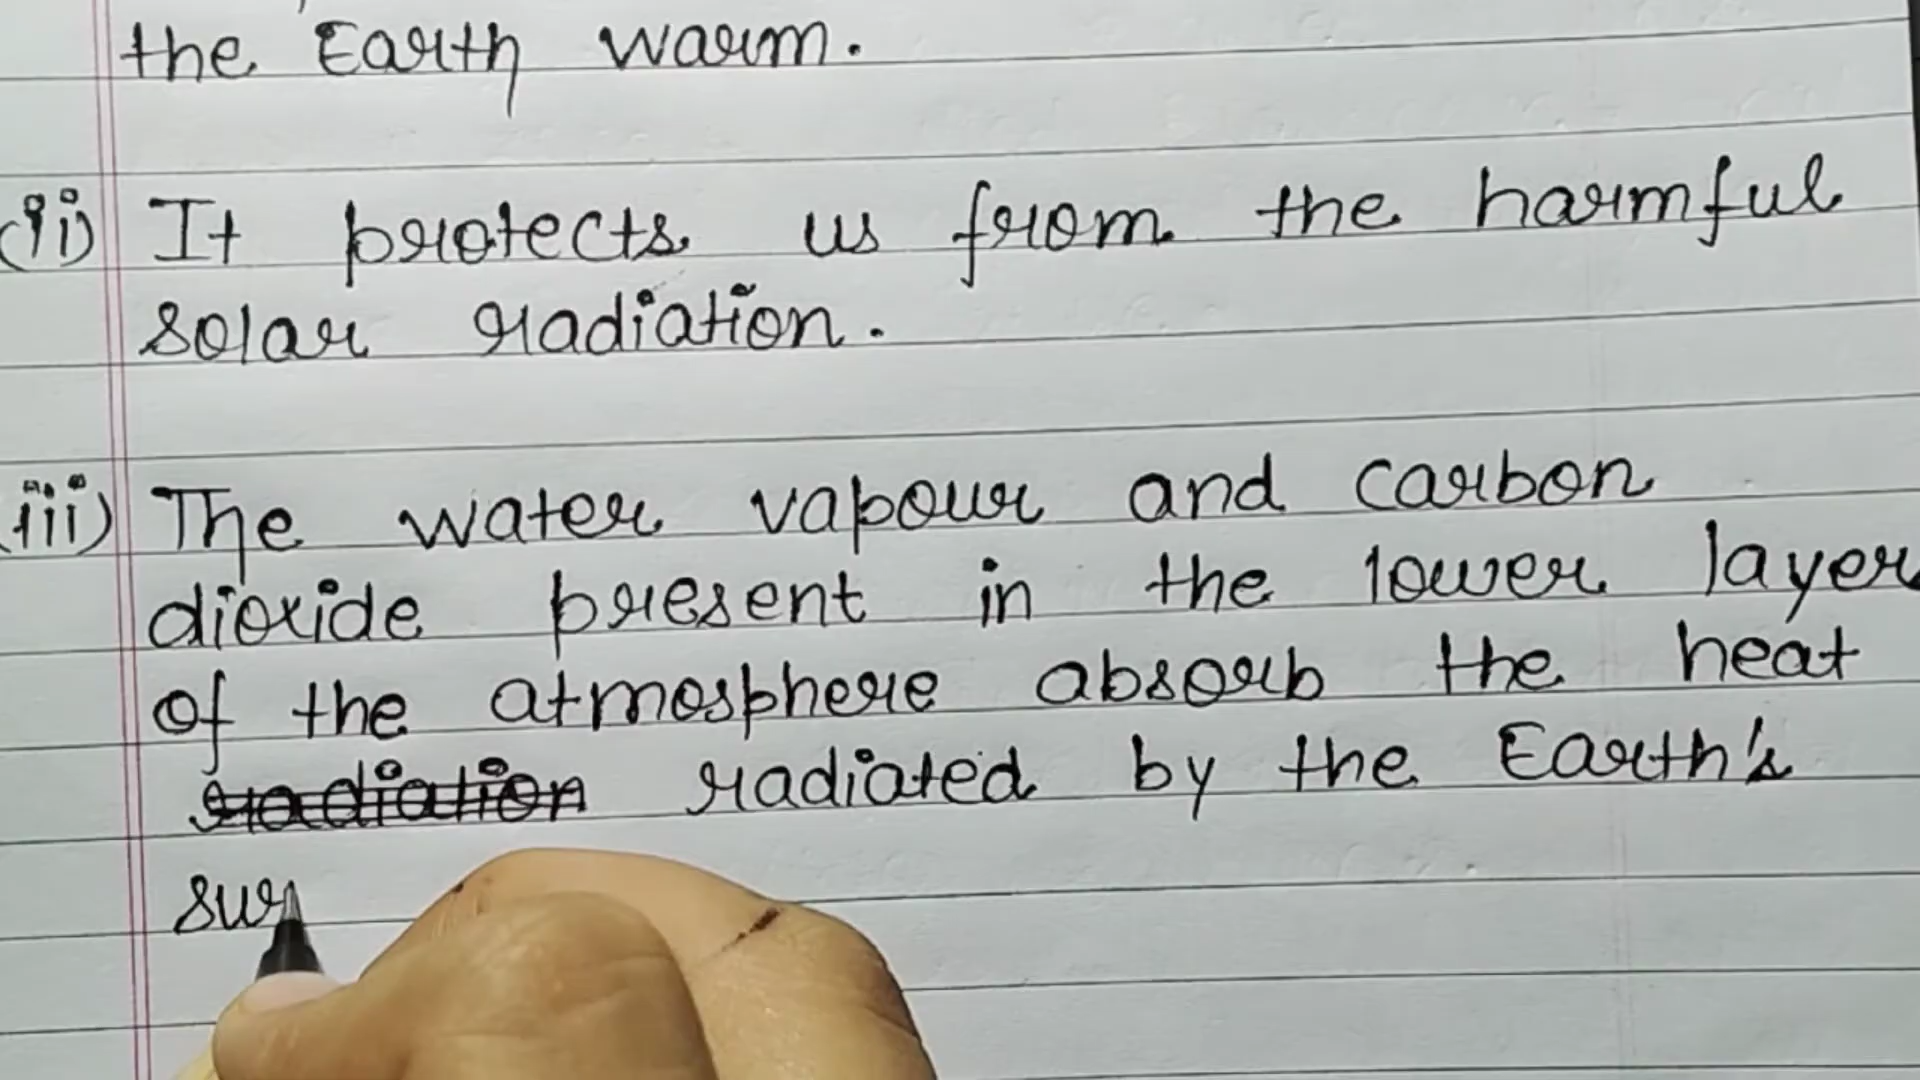 the Earth warm.
(ii) It protects us from the harmful
solar radiation.
(iii) The water vapour and carbon
dioxide present in the lower layer
of the atmosphere absorb the heat
radiation radiated by the Earth's
sur